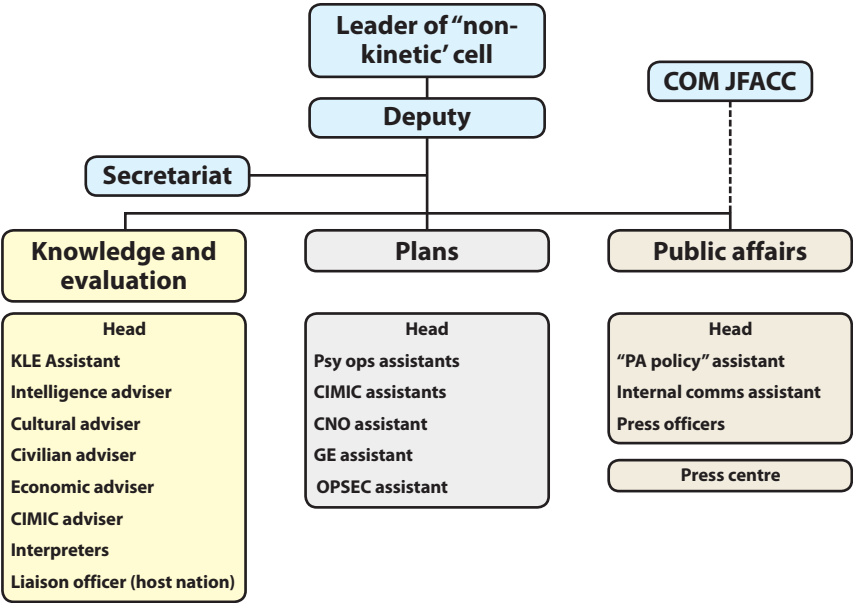 Leader of “non-
kinetic’ cell
COM JFACC
Deputy
Secretariat
Knowledge and
evaluation
Plans
Public affairs
Head
KLE Assistant
Intelligence adviser
Cultural adviser
Civilian adviser
Economic adviser
CIMIC adviser
Interpreters
Liaison officer (host nation)
Head
Psy ops assistants
CIMIC assistants
CNO assistant
GE assistant
OPSEC assistant
Head
“PA policy” assistant
Internal comms assistant
Press officers
Press centre